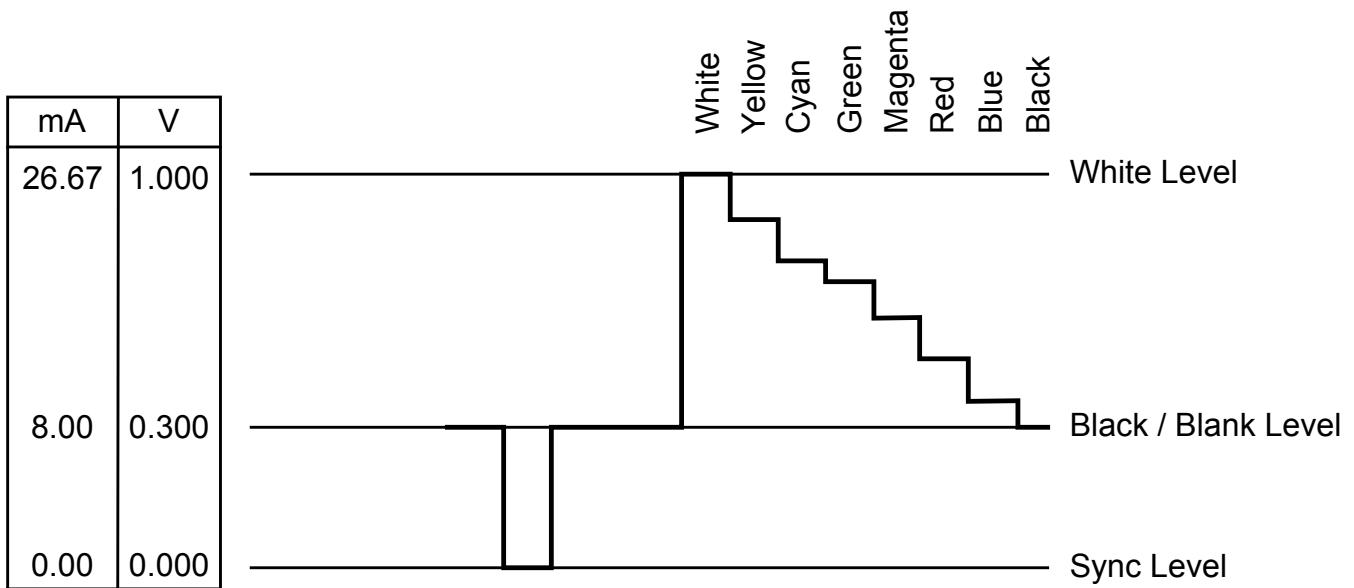 White
Yellow
Cyan
Green
Magenta
Red
Blue
Black
mA V
26.67 1.000 White Level
8.00 0.300 Black / Blank Level
0.00 0.000 Sync Level